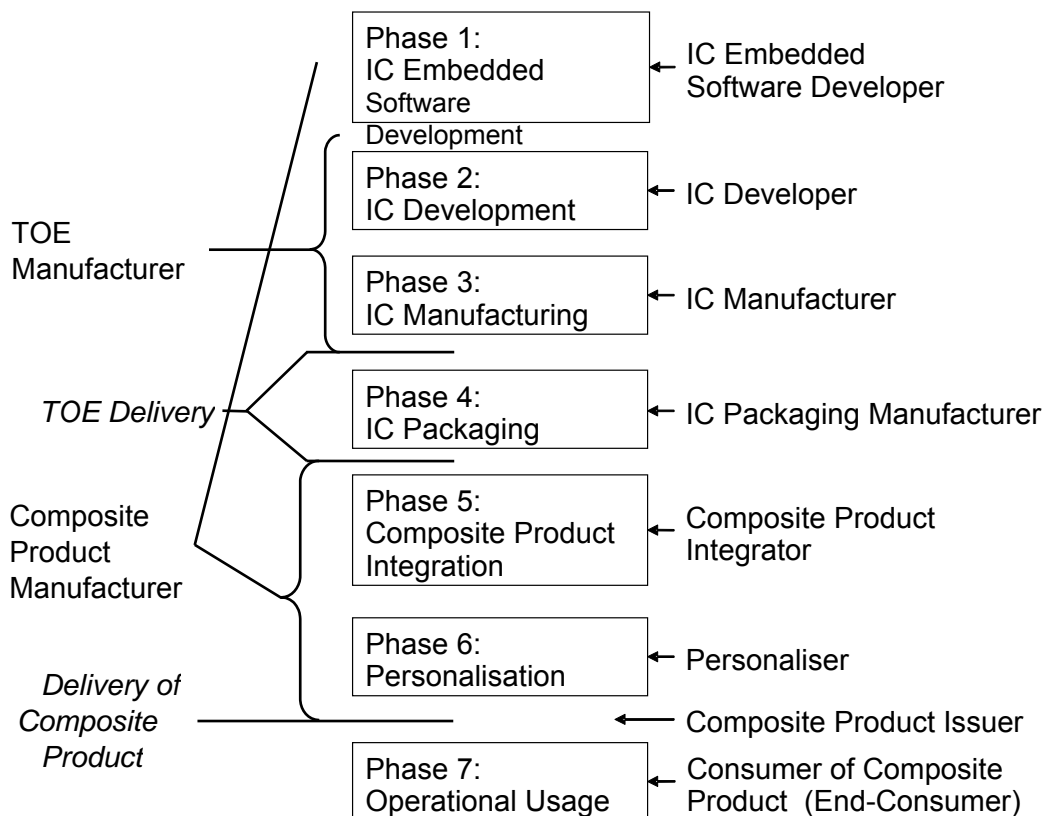 Phase 1:
IC Embedded
Software
Development
IC Embedded
Software Developer
Phase 2:
IC Development
IC Developer
TOE
Manufacturer
Phase 3:
IC Manufacturing
IC Manufacturer
TOE Delivery
Phase 4:
IC Packaging
IC Packaging Manufacturer
Composite
Product
Manufacturer
Phase 5:
Composite Product
Integration
Composite Product
Integrator
Phase 6:
Personalisation
Personaliser
Delivery of
Composite
Product
Composite Product Issuer
Phase 7:
Operational Usage
Consumer of Composite
Product (End-Consumer)